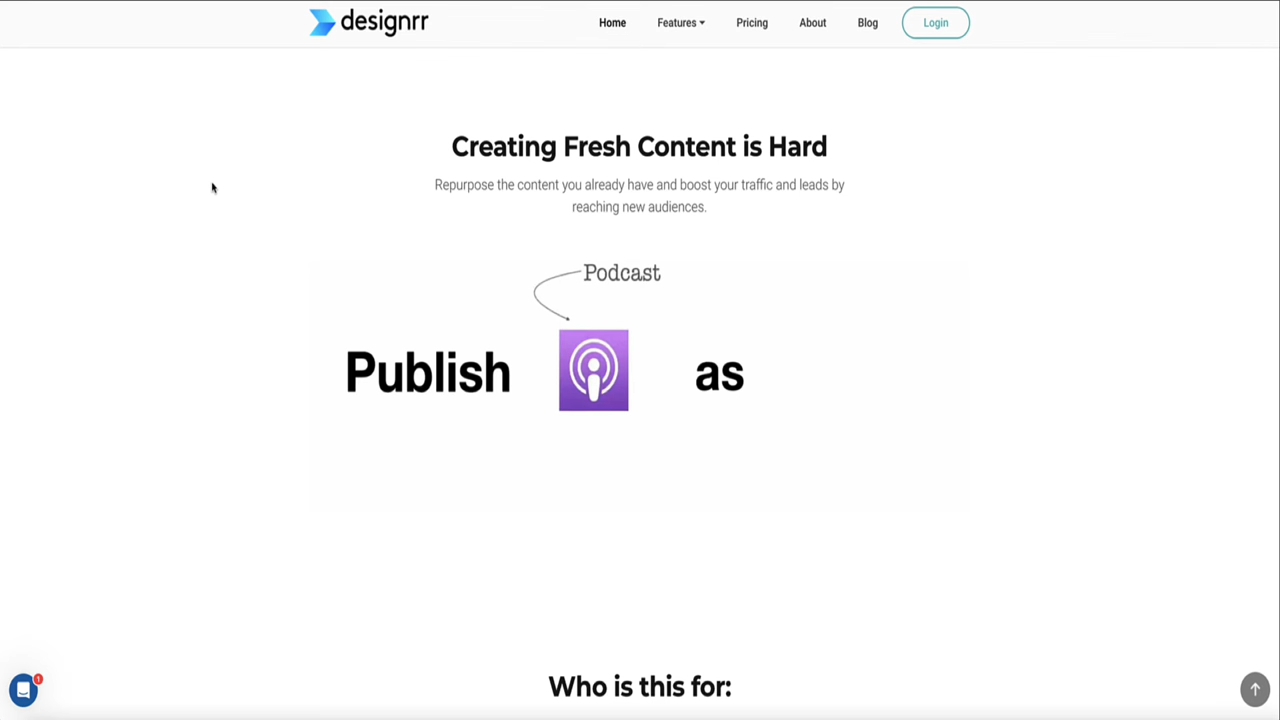 designrr
Home Features Pricing About Blog Login
Creating Fresh Content is Hard
Repurpose the content you already have and boost your traffic and leads by
reaching new audiences.
Podcast
Publish as
Who is this for:
1